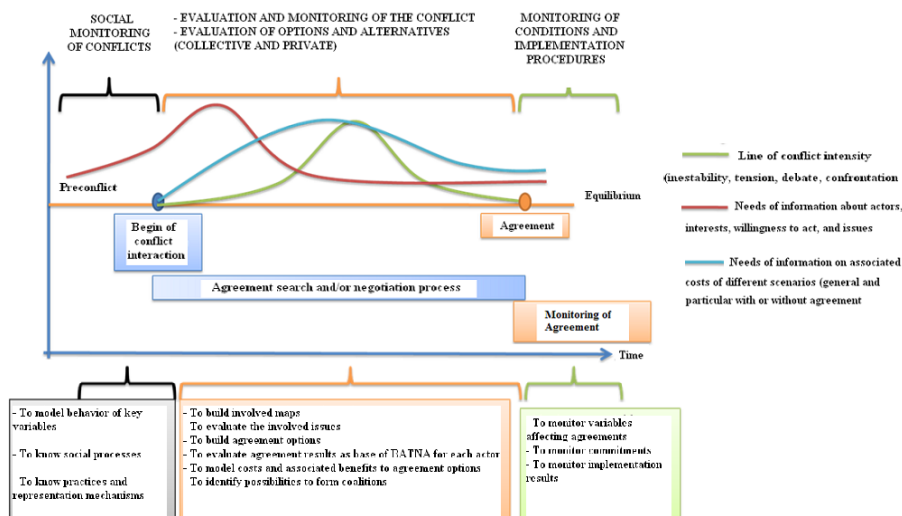 SOCIAL
MONITORING
OF CONFLICTS
- EVALUATION AND MONITORING OF THE CONFLICT
- EVALUATION OF OPTIONS AND ALTERNATIVES
(COLLECTIVE AND PRIVATE)
MONITORING OF
CONDITIONS AND
IMPLEMENTATION
PROCEDURES
Preconflict
Equilibrium
Begin of
conflict
interaction
Agreement
Agreement search and/or negotiation process
Monitoring of
Agreement
Time
Line of conflict intensity
(inestability, tension, debate, confrontation
Needs of information about actors,
interests, willingness to act, and issues
Needs of information on associated
costs of different scenarios (general and
particular with or without agreement
- To model behavior of key
variables
- To know social processes
To know practices and
representation mechanisms
- To build involved maps
To evaluate the involved issues
- To build agreement options
- To evaluate agreement results as base of BATNA for each actor
- To model costs and associated benefits to agreement options
To identify possibilities to form coalitions
To monitor variables
affecting agreements
- To monitor commitments
- To monitor implementation
results